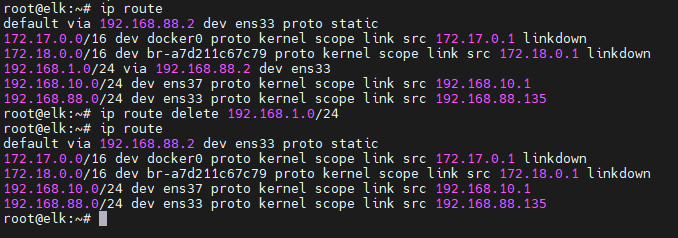 root@elk:~# ip route
default via 192.168.88.2 dev ens33 proto static
172.17.0.0/16 dev docker0 proto kernel scope link src 172.17.0.1 linkdown
172.18.0.0/16 dev br-a7d211c67c79 proto kernel scope link src 172.18.0.1 linkdown
192.168.1.0/24 via 192.168.88.2 dev ens33
192.168.10.0/24 dev ens37 proto kernel scope link src 192.168.10.1
192.168.88.0/24 dev ens33 proto kernel scope link src 192.168.88.135
root@elk:~# ip route delete 192.168.1.0/24
root@elk:~# ip route
default via 192.168.88.2 dev ens33 proto static
172.17.0.0/16 dev docker0 proto kernel scope link src 172.17.0.1 linkdown
172.18.0.0/16 dev br-a7d211c67c79 proto kernel scope link src 172.18.0.1 linkdown
192.168.10.0/24 dev ens37 proto kernel scope link src 192.168.10.1
192.168.88.0/24 dev ens33 proto kernel scope link src 192.168.88.135
root@elk:~#